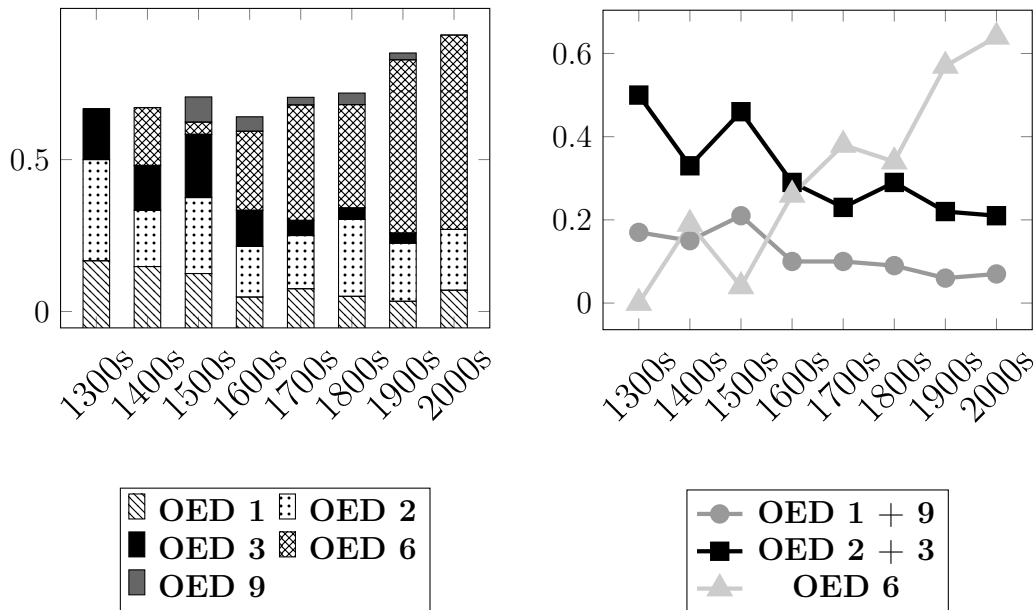 0.5
0
1300s
1400s
1500s
1600s
1700s
1800s
1900s
2000s
OED 1 OED 2
OED 3 OED 6
OED 9
0.6
0.4
0.2
0
1300s
1400s
1500s
1600s
1700s
1800s
1900s
2000s
OED 1 + 9
OED 2 + 3
OED 6